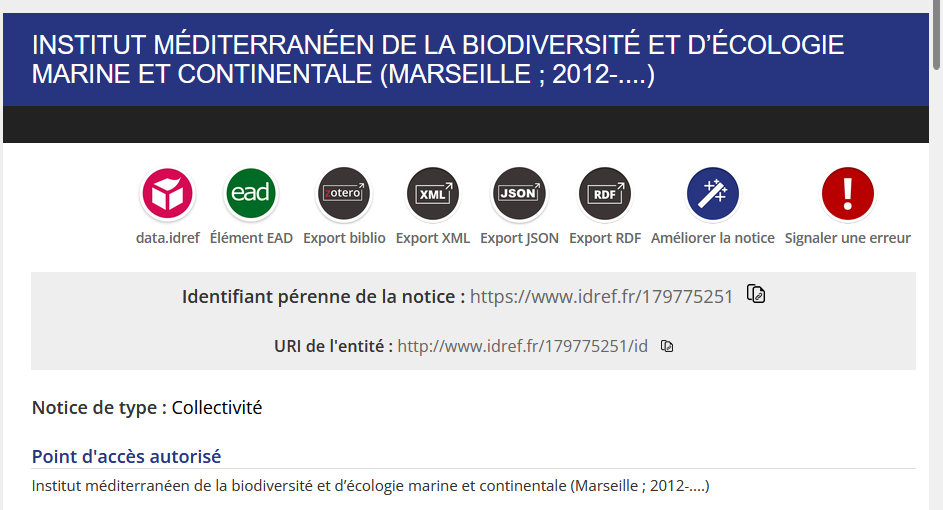 INSTITUT MÉDITERRANÉEN DE LA BIODIVERSITÉ ET D’ÉCOLOGIE
MARINE ET CONTINENTALE (MARSEILLE ; 2012-....)
ead
zotero
XML
JSON
RDF
data.idref Élément EAD Export biblio Export XML Export JSON Export RDF Améliorer la notice Signaler une erreur
Identifiant pérenne de la notice : https://www.idref.fr/179775251
URI de l'entité : http://www.idref.fr/179775251/id
Notice de type : Collectivité
Point d'accès autorisé
Institut méditerranéen de la biodiversité et d’écologie marine et continentale (Marseille ; 2012-....)